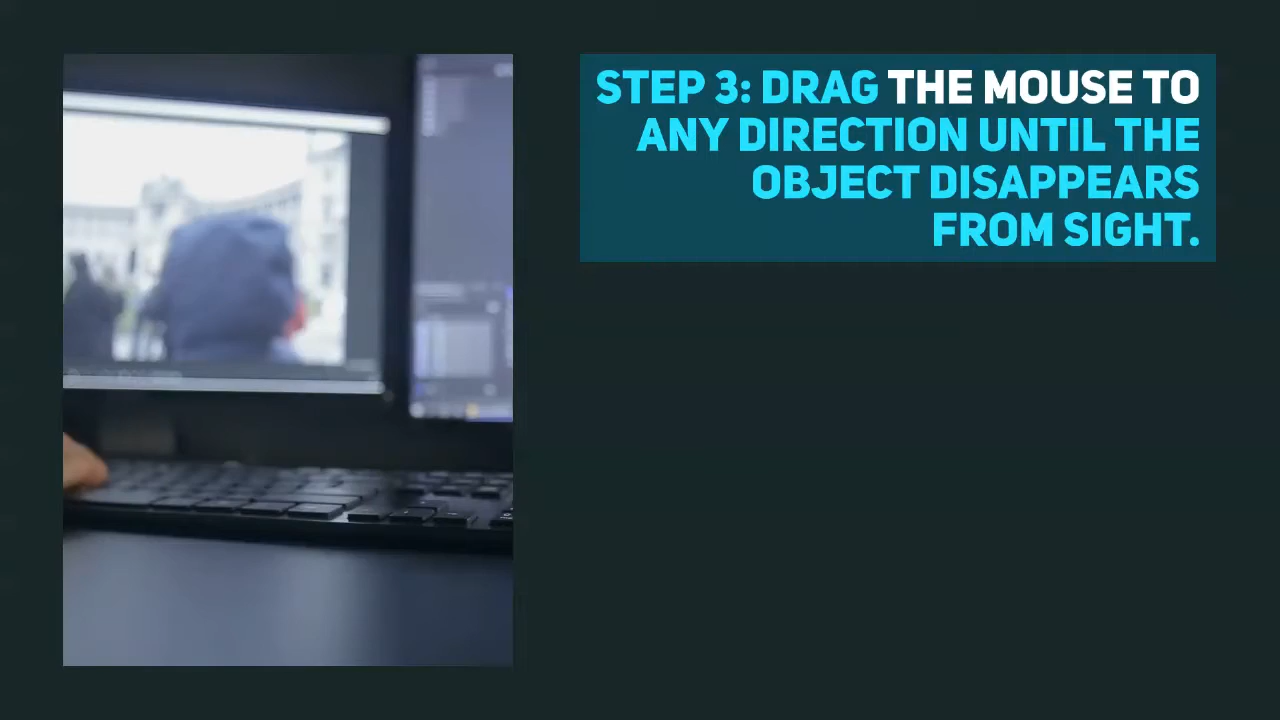 STEP 3: DRAG THE MOUSE TO
ANY DIRECTION UNTIL THE
OBJECT DISAPPEARS
FROM SIGHT.